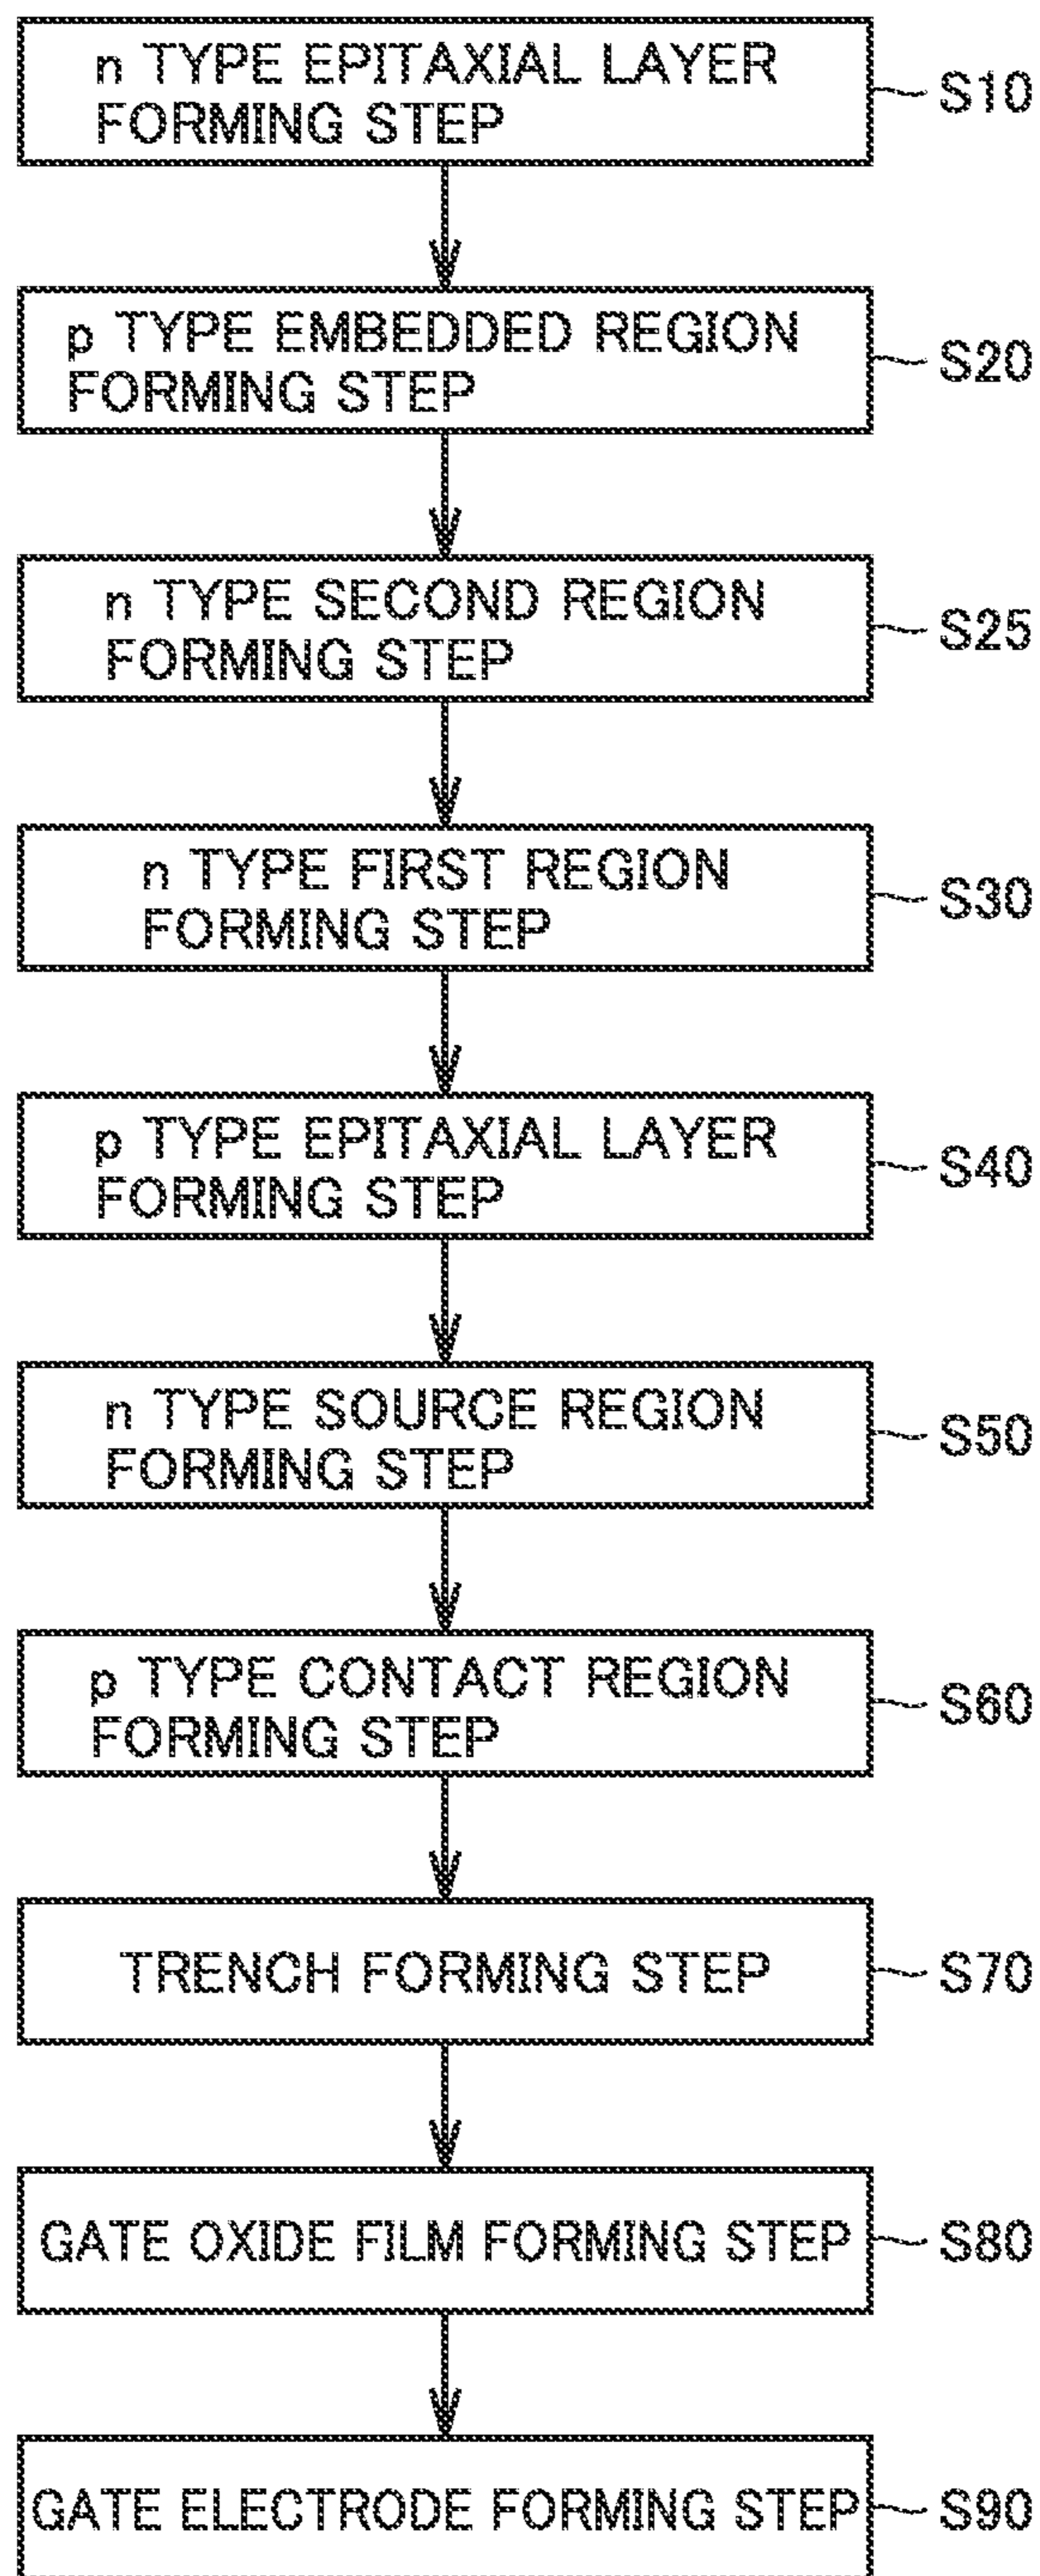 n TYPE EPITAXIAL LAYER
FORMING STEP
S10
p TYPE EMBEDDED REGION
FORMING STEP
S20
n TYPE SECOND REGION
FORMING STEP
S25
n TYPE FIRST REGION
FORMING STEP
S30
p TYPE EPITAXIAL LAYER
FORMING STEP
S40
n TYPE SOURCE REGION
FORMING STEP
S50
p TYPE CONTACT REGION
FORMING STEP
S60
TRENCH FORMING STEP
S70
GATE OXIDE FILM FORMING STEP
S80
GATE ELECTRODE FORMING STEP
S90